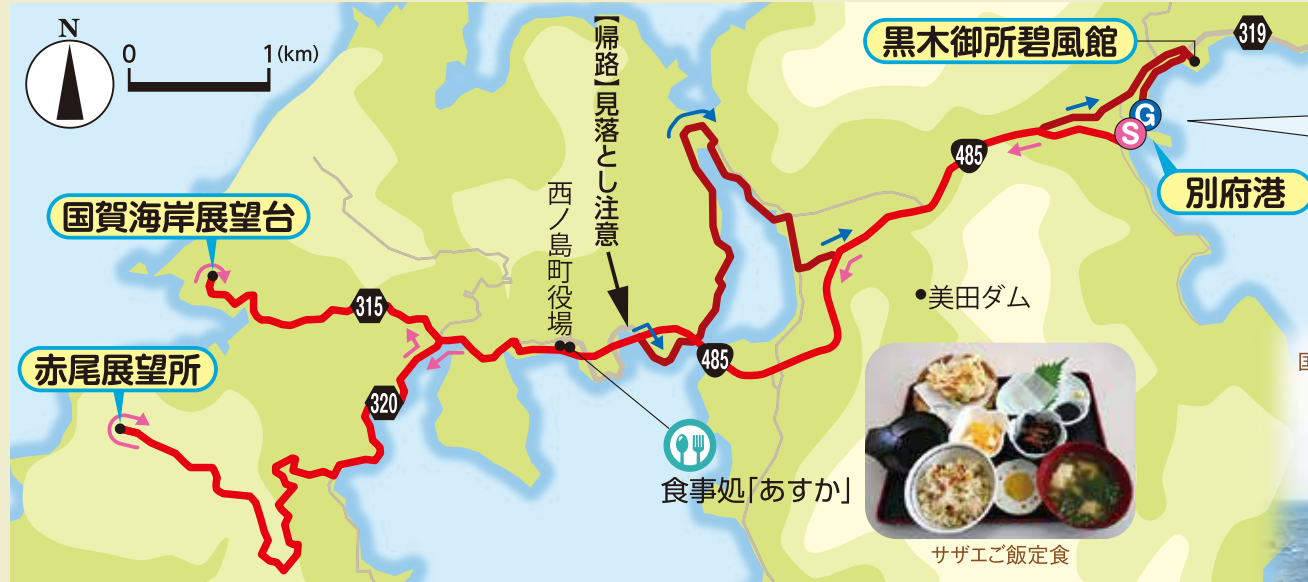 N
0 1(km)
【帰路】見落とし注意
黒木御所碧風館
319
G
S
485
別府港
国賀海岸展望台
西ノ島町役場
315
美田ダム
485
赤尾展望所
320
食事処「あすか」
サザエご飯定食